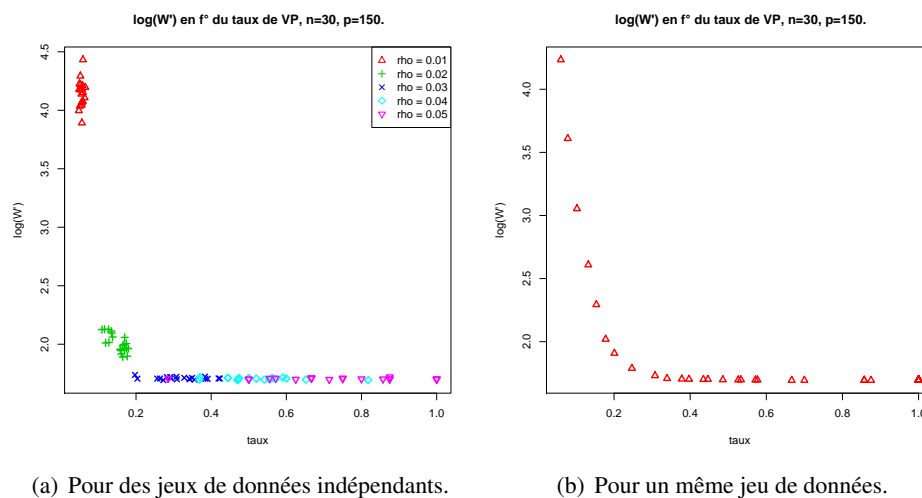 log(W') en f° du taux de VP, n=30, p=150.
log(W')
4.5
4.0
3.5
3.0
2.5
2.0
rho = 0.01
rho = 0.02
rho = 0.03
rho = 0.04
rho = 0.05
0.2 0.4 0.6 0.8 1.0
taux
(a) Pour des jeux de données indépendants.
log(W') en f° du taux de VP, n=30, p=150.
log(W')
4.0
3.5
3.0
2.5
2.0
0.2 0.4 0.6 0.8 1.0
taux
(b) Pour un même jeu de données.